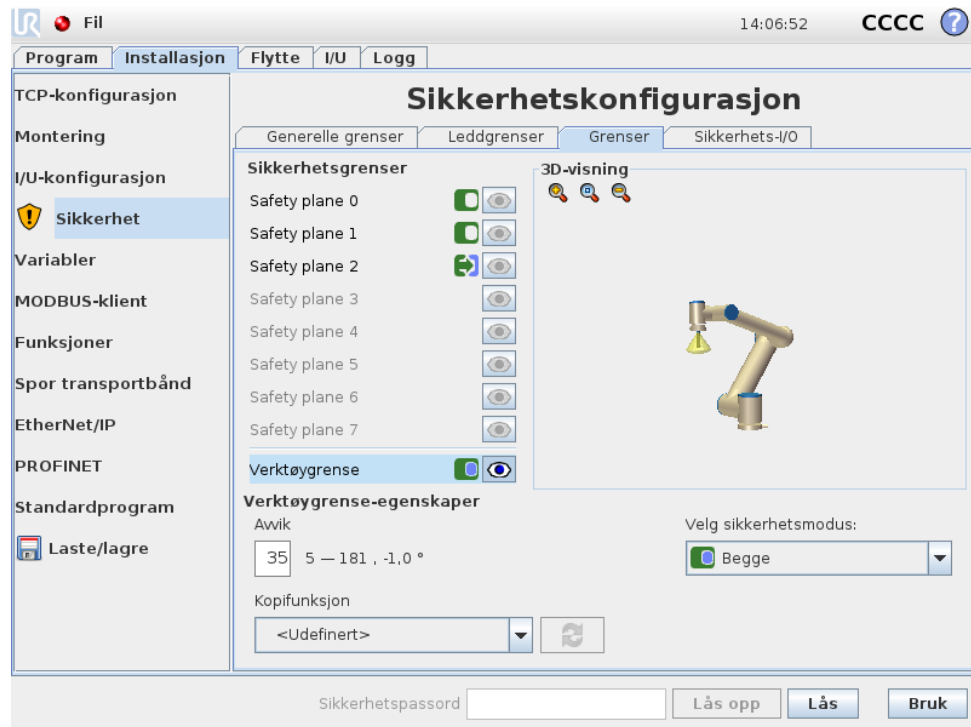 UR Fil 14:06:52 CCCC ?
Program Installasjon Flytte I/U Logg
TCP-konfigurasjon
Montering
I/U-konfigurasjon
Sikkerhet
Variabler
MODBUS-klient
Funksjoner
Spor transportbånd
EtherNet/IP
PROFINET
Standardprogram
Laste/lagre
Sikkerhetskonfigurasjon
Generelle grenser Leddgrenser Grenser Sikkerhets-I/O
Sikkerhetsgrenser
Safety plane 0
Safety plane 1
Safety plane 2
Safety plane 3
Safety plane 4
Safety plane 5
Safety plane 6
Safety plane 7
Verktøygrense
3D-visning
Verktøygrense-egenskaper
Avvik
35 5 — 181 , -1,0 °
Velg sikkerhetsmodus:
Begge
Kopifunksjon
<Udefinert>
Sikkerhetspassord Lås opp Lås Bruk